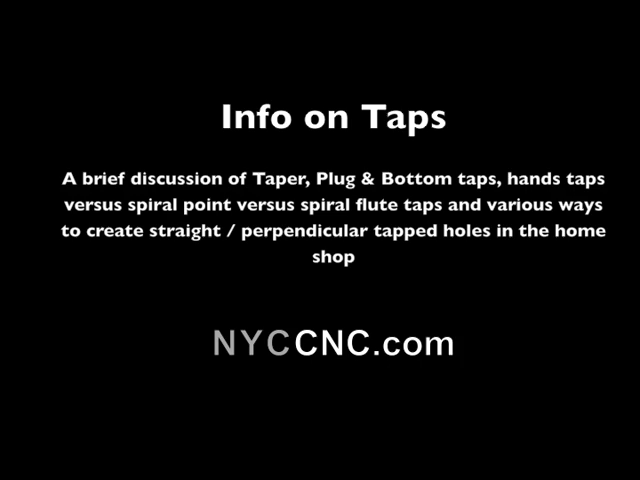 Info on Taps
A brief discussion of Taper, Plug & Bottom taps, hands taps
versus spiral point versus spiral flute taps and various ways
to create straight / perpendicular tapped holes in the home
shop
NYCCNC.com